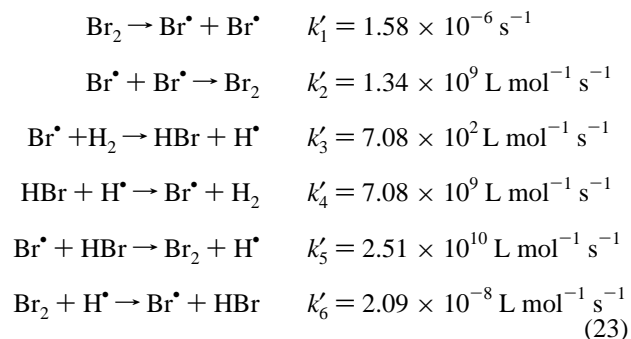 Br₂ → Br• + Br• k′₁ = 1.58 × 10⁻⁶ s⁻¹
Br• + Br• → Br₂ k′₂ = 1.34 × 10⁹ L mol⁻¹ s⁻¹
Br• +H₂ → HBr + H• k′₃ = 7.08 × 10² L mol⁻¹ s⁻¹
HBr + H• → Br• + H₂ k′₄ = 7.08 × 10⁹ L mol⁻¹ s⁻¹
Br• + HBr → Br₂ + H• k′₅ = 2.51 × 10¹⁰ L mol⁻¹ s⁻¹
Br₂ + H• → Br• + HBr k′₆ = 2.09 × 10⁻⁸ L mol⁻¹ s⁻¹
(23)